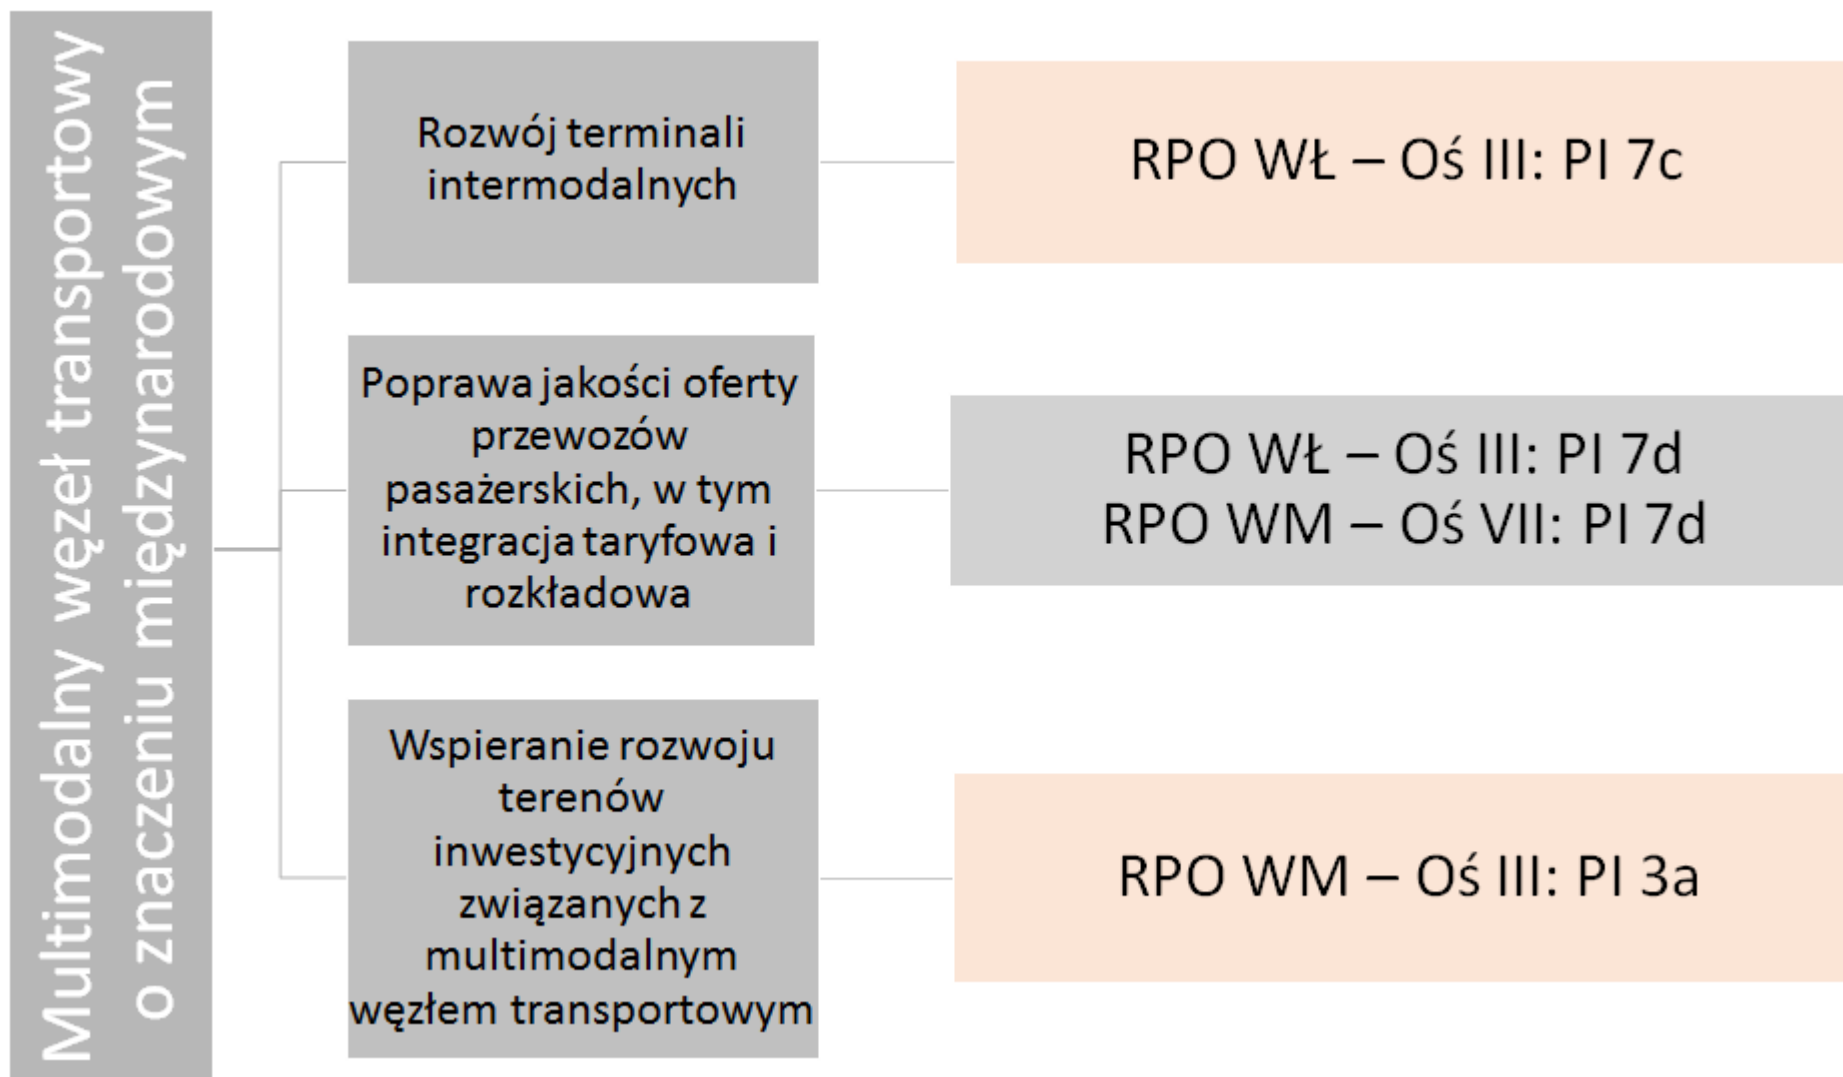 Multimodalny węzeł transportowy
o znaczeniu międzynarodowym
Rozwój terminali
intermodalnych
RPO WŁ – Oś III: PI 7c
Poprawa jakości oferty
przewozów
pasażerskich, w tym
integracja taryfowa i
rozkładowa
RPO WŁ – Oś III: PI 7d
RPO WM – Oś VII: PI 7d
Wspieranie rozwoju
terenów
inwestycyjnych
związanych z
multimodalnym
węzłem transportowym
RPO WM – Oś III: PI 3a